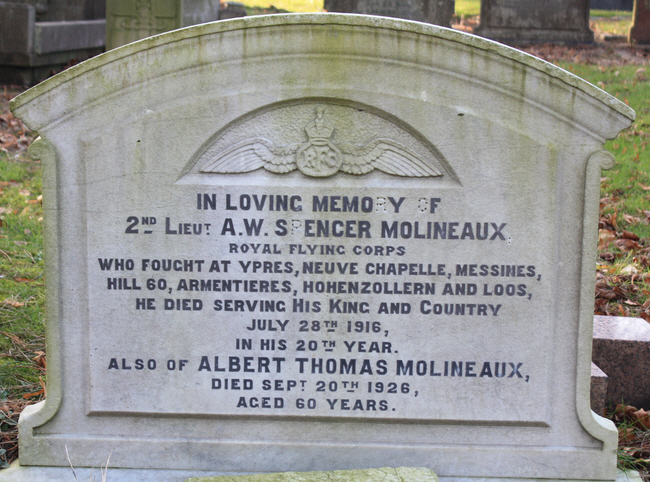 RFC
IN LOVING MEMORY OF
2ND LIEUT A.W. SPENCER MOLINEAUX,
ROYAL FLYING CORPS
WHO FOUGHT AT YPRES, NEUVE CHAPELLE, MESSINES,
HILL 60, ARMENTIERES, HOHENZOLLERN AND LOOS,
HE DIED SERVING HIS KING AND COUNTRY
JULY 28TH 1916,
IN HIS 20TH YEAR.
ALSO OF ALBERT THOMAS MOLINEAUX,
DIED SEPT 20TH 1926,
AGED 60 YEARS.